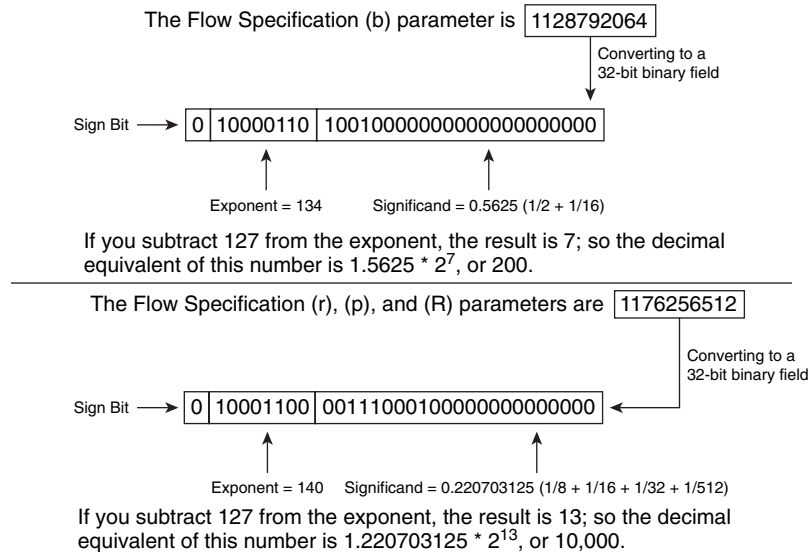 The Flow Specification (b) parameter is 1128792064
Converting to a
32-bit binary field
Sign Bit 0 10000110 10010000000000000000000
Exponent = 134 Significand = 0.5625 (1/2 + 1/16)
If you subtract 127 from the exponent, the result is 7; so the decimal
equivalent of this number is 1.5625 * 2⁷, or 200.
The Flow Specification (r), (p), and (R) parameters are 1176256512
Converting to a
32-bit binary field
Sign Bit 0 10001100 00111000100000000000000
Exponent = 140 Significand = 0.220703125 (1/8 + 1/16 + 1/32 + 1/512)
If you subtract 127 from the exponent, the result is 13; so the decimal
equivalent of this number is 1.220703125 * 2¹³, or 10,000.